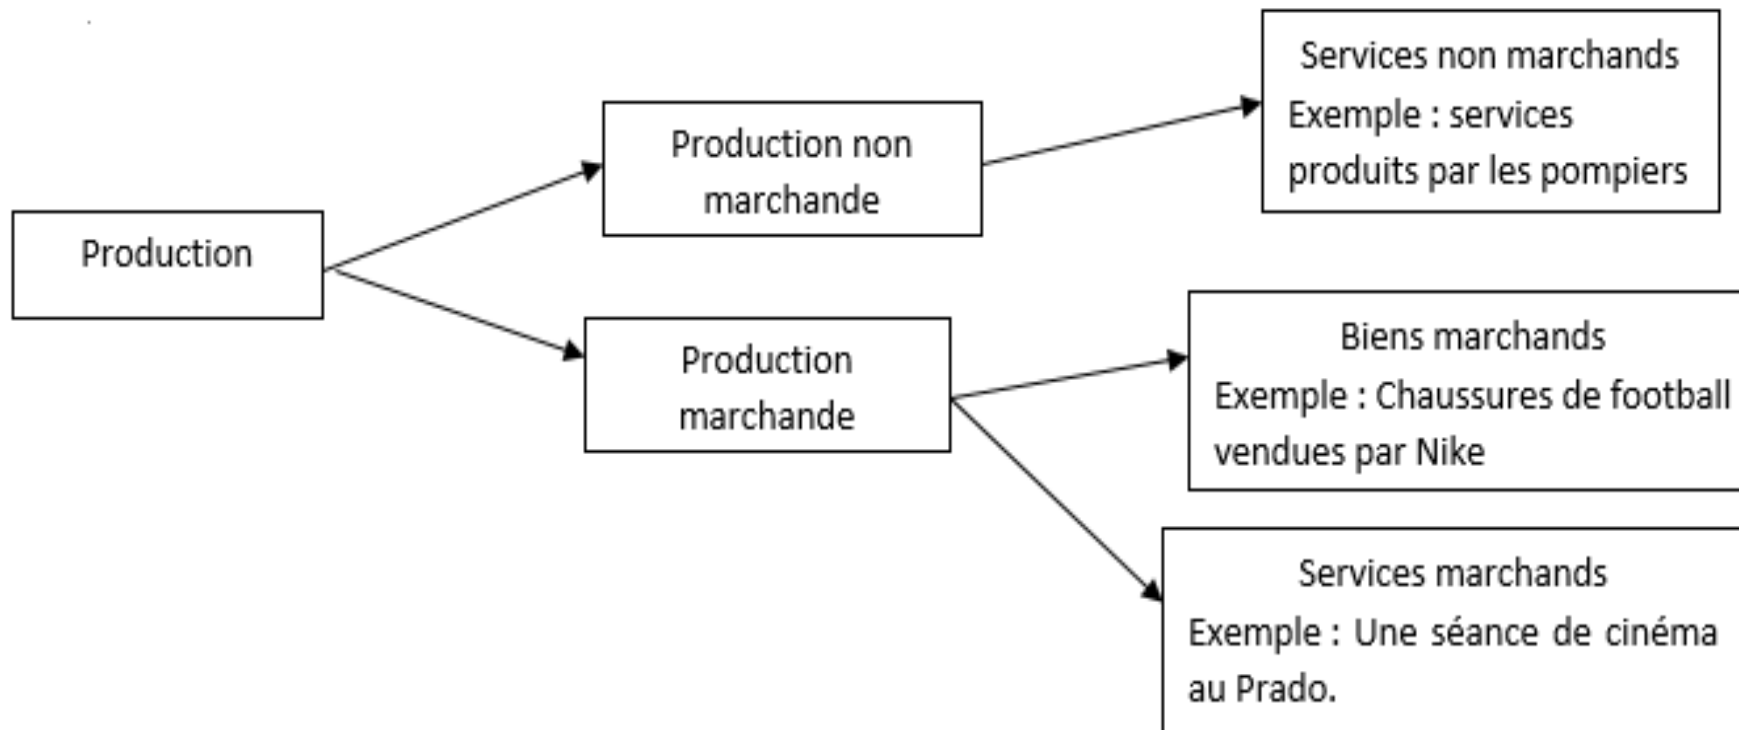 Production
Production non
marchande
Production
marchande
Services non marchands
Exemple : services
produits par les pompiers
Biens marchands
Exemple : Chaussures de football
vendues par Nike
Services marchands
Exemple : Une séance de cinéma
au Prado.